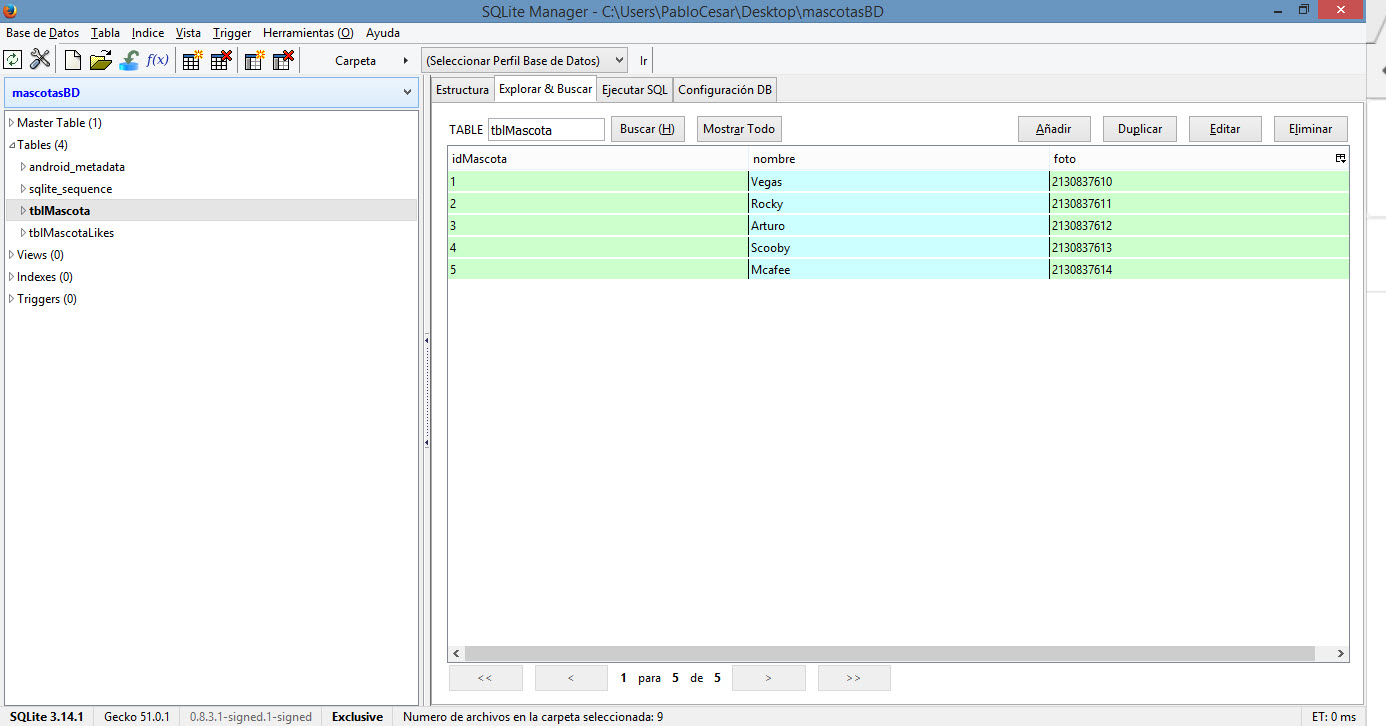 SQLite Manager - C:\Users\PabloCesar\Desktop\mascotasBD
Base de Datos Tabla Indice Vista Trigger Herramientas (O) Ayuda
f(x) Carpeta (Seleccionar Perfil Base de Datos) Ir
mascotasBD
Master Table (1)
Tables (4)
android_metadata
sqlite_sequence
tblMascota
tblMascotaLikes
Views (0)
Indexes (0)
Triggers (0)
Estructura Explorar & Buscar Ejecutar SQL Configuración DB
TABLE tblMascota Buscar (H) Mostrar Todo Añadir Duplicar Editar Eliminar
idMascota nombre foto
1 Vegas 2130837610
2 Rocky 2130837611
3 Arturo 2130837612
4 Scooby 2130837613
5 Mcafee 2130837614
<< < 1 para 5 de 5 > >>
SQLite 3.14.1 Gecko 51.0.1 0.8.3.1-signed.1-signed Exclusive Numero de archivos en la carpeta seleccionada: 9 ET: 0 ms